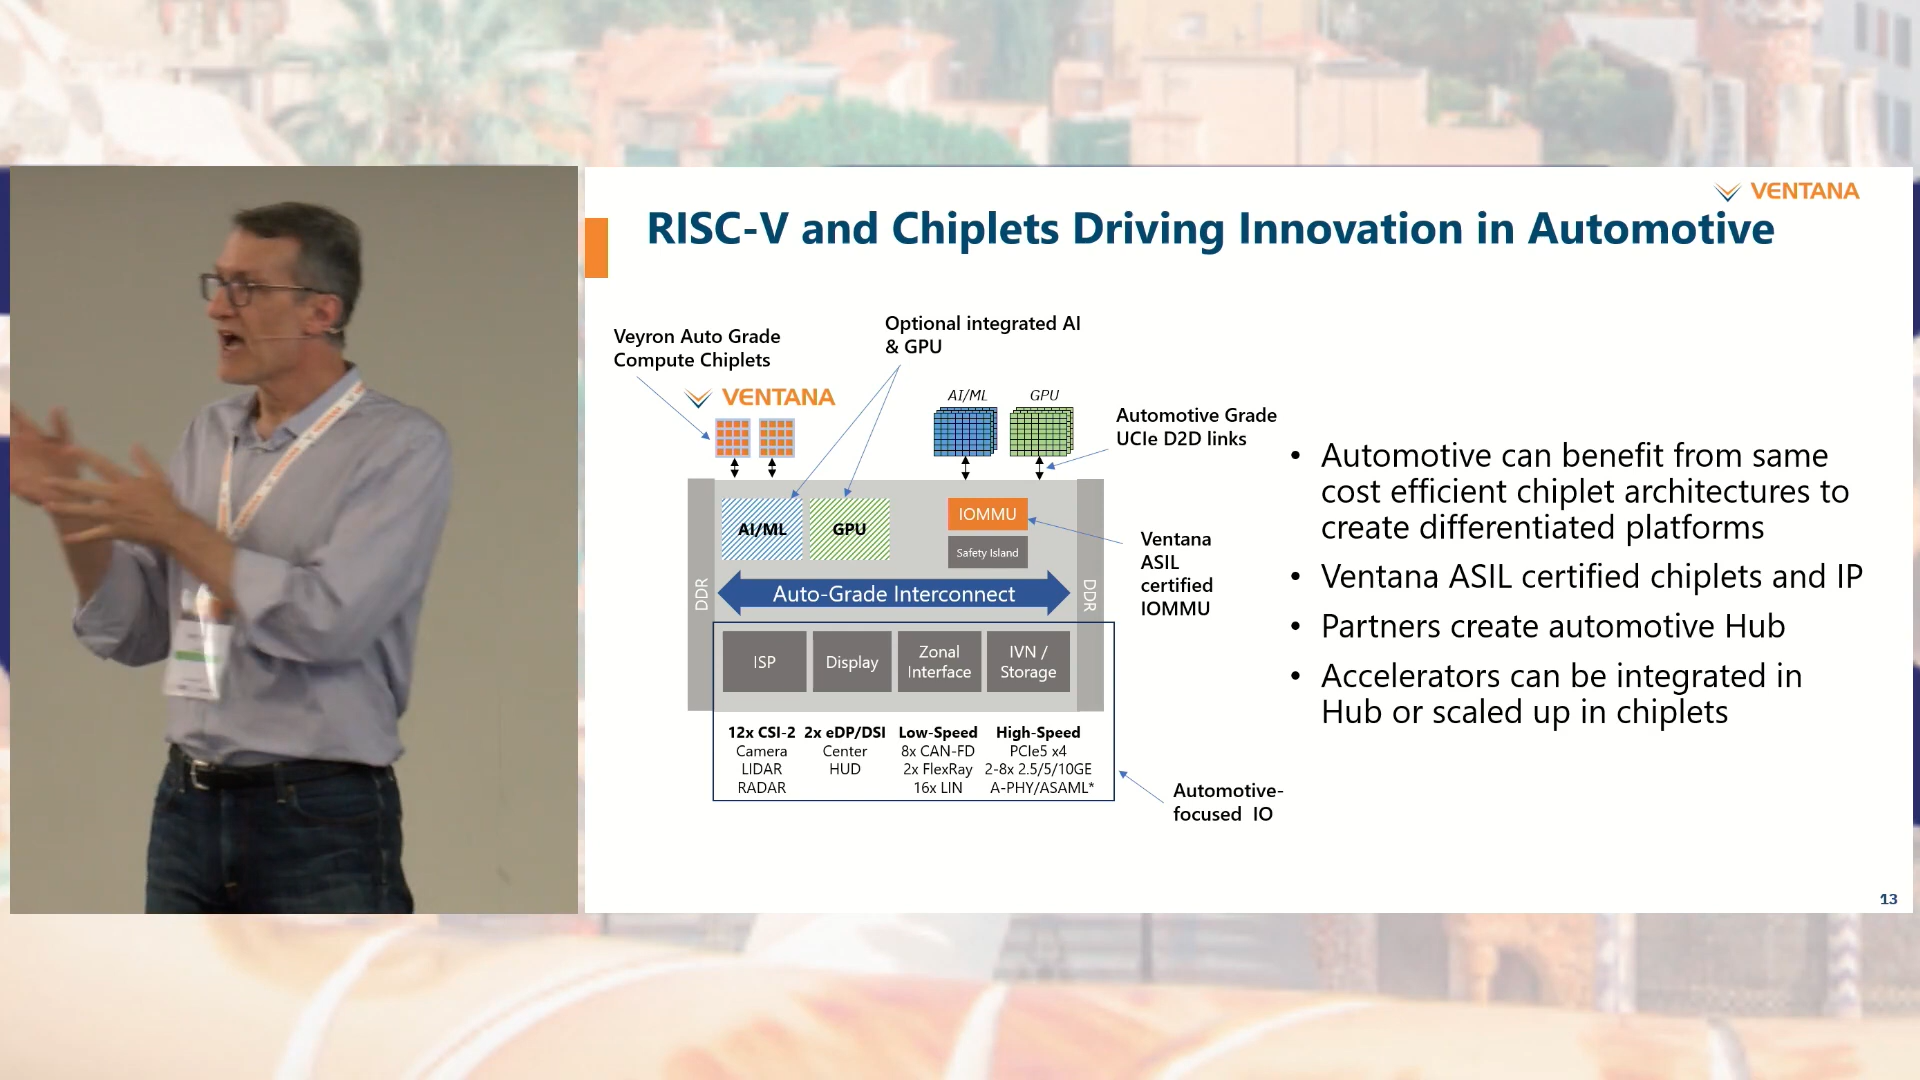 VENTANA
RISC-V and Chiplets Driving Innovation in Automotive
Veyron Auto Grade
Compute Chiplets
Optional integrated AI
& GPU
VENTANA
AI/ML
GPU
Automotive Grade
UCIe D2D links
AI/ML
GPU
IOMMU
Safety Island
Ventana
ASIL
certified
IOMMU
DDR
Auto-Grade Interconnect
DDR
ISP
Display
Zonal
Interface
IVN /
Storage
12x CSI-2
Camera
LIDAR
RADAR
2x eDP/DSI
Center
HUD
Low-Speed
8x CAN-FD
2x FlexRay
16x LIN
High-Speed
PCIe5 x4
2-8x 2.5/5/10GE
A-PHY/ASAML*
Automotive-
focused IO
• Automotive can benefit from same
cost efficient chiplet architectures to
create differentiated platforms
• Ventana ASIL certified chiplets and IP
• Partners create automotive Hub
• Accelerators can be integrated in
Hub or scaled up in chiplets
13